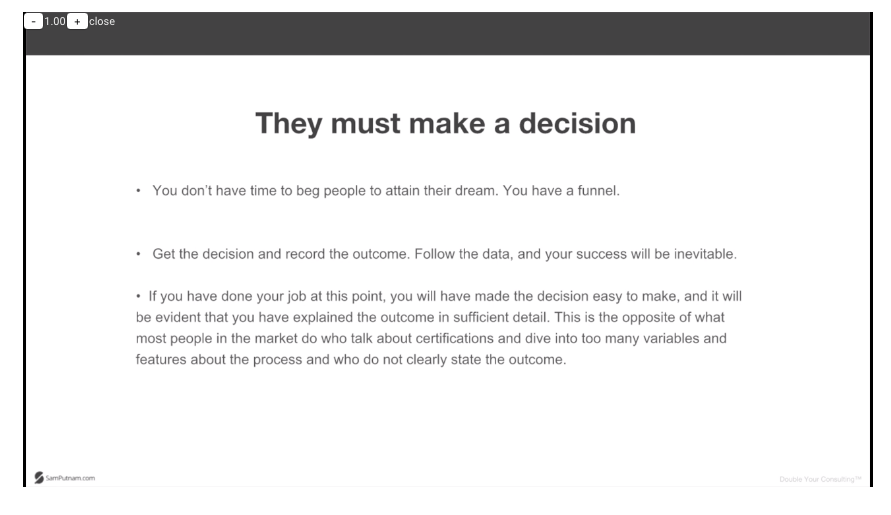 - 1.00 + close
They must make a decision
• You don't have time to beg people to attain their dream. You have a funnel.
• Get the decision and record the outcome. Follow the data, and your success will be inevitable.
• If you have done your job at this point, you will have made the decision easy to make, and it will
be evident that you have explained the outcome in sufficient detail. This is the opposite of what
most people in the market do who talk about certifications and dive into too many variables and
features about the process and who do not clearly state the outcome.
SamPutnam.com
Double Your Consulting™